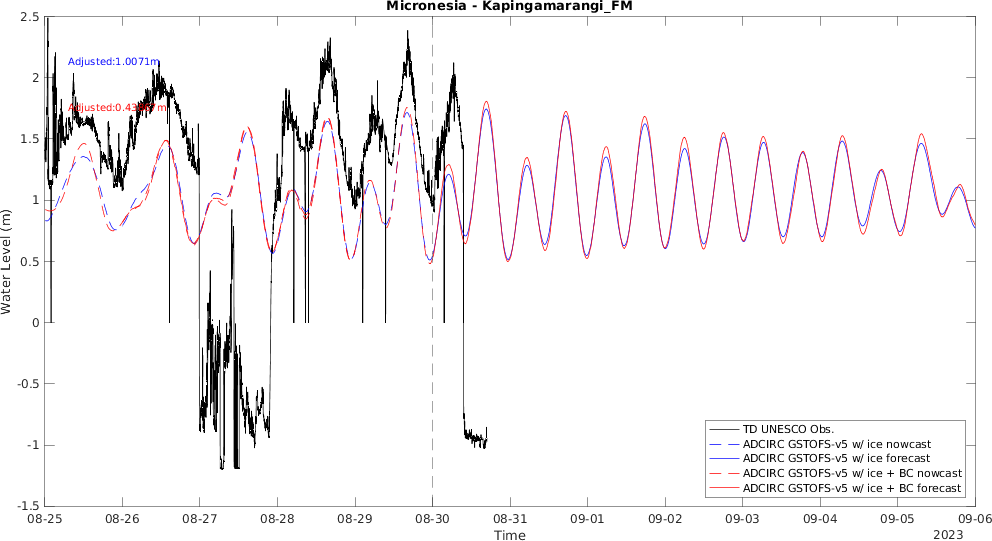 Micronesia - Kapingamarangi_FM
2.5
2
1.5
1
0.5
0
-0.5
-1
-1.5
Water Level (m)
Adjusted:1.0071m
08-25
08-26
08-27
08-28
08-29
08-30
08-31
09-01
09-02
09-03
09-04
09-05
09-06
Time
2023
TD UNESCO Obs.
ADCIRC GSTOFS-v5 w/ ice nowcast
ADCIRC GSTOFS-v5 w/ ice forecast
ADCIRC GSTOFS-v5 w/ ice + BC nowcast
ADCIRC GSTOFS-v5 w/ ice + BC forecast